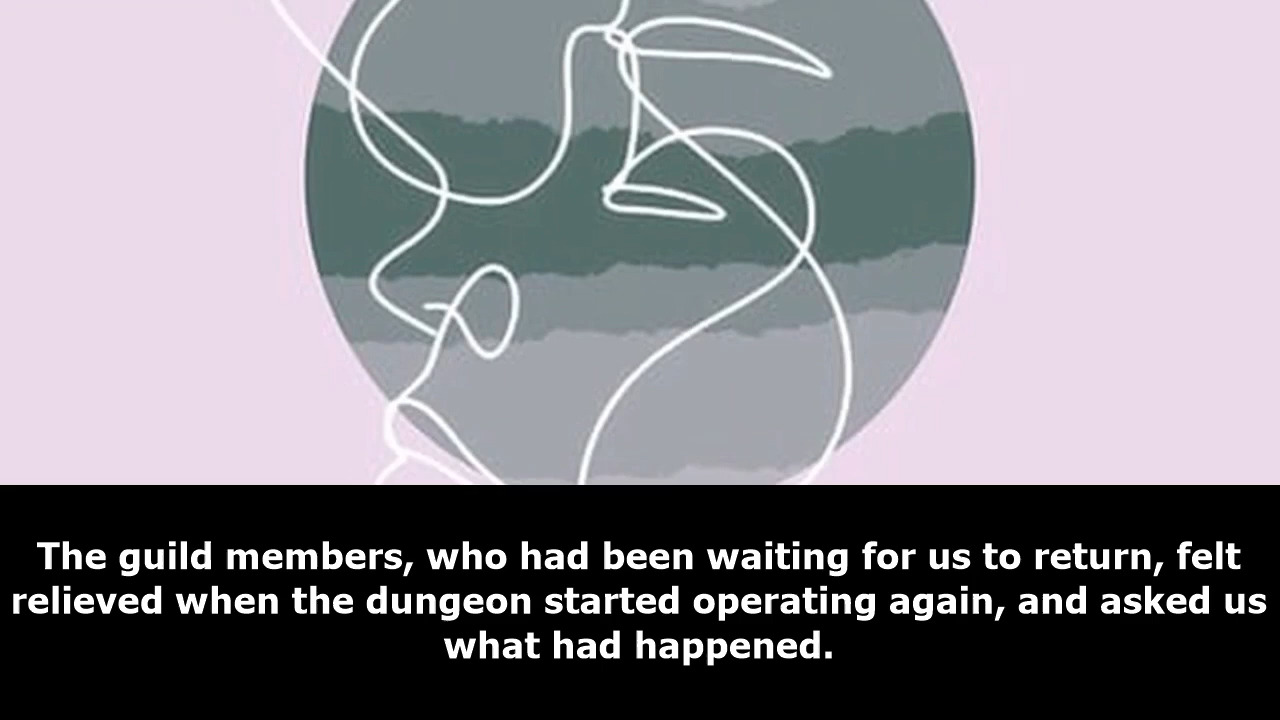 The guild members, who had been waiting for us to return, felt
relieved when the dungeon started operating again, and asked us
what had happened.